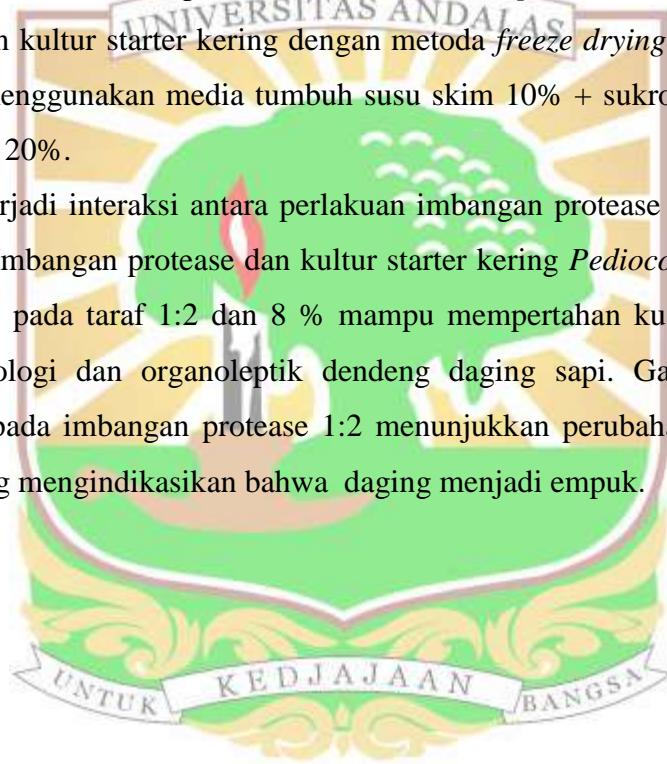 UNIVERSITAS ANDALAS
n kultur starter kering dengan metoda freeze drying
enggunakan media tumbuh susu skim 10% + sukro
20%.
rjadi interaksi antara perlakuan imbangan protease
mbangan protease dan kultur starter kering Pedioco
pada taraf 1:2 dan 8 % mampu mempertahan ku
ologi dan organoleptik dendeng daging sapi. Ga
pada imbangan protease 1:2 menunjukkan perubaha
g mengindikasikan bahwa daging menjadi empuk.
UNTUK KEDJAJAAN BANGSA